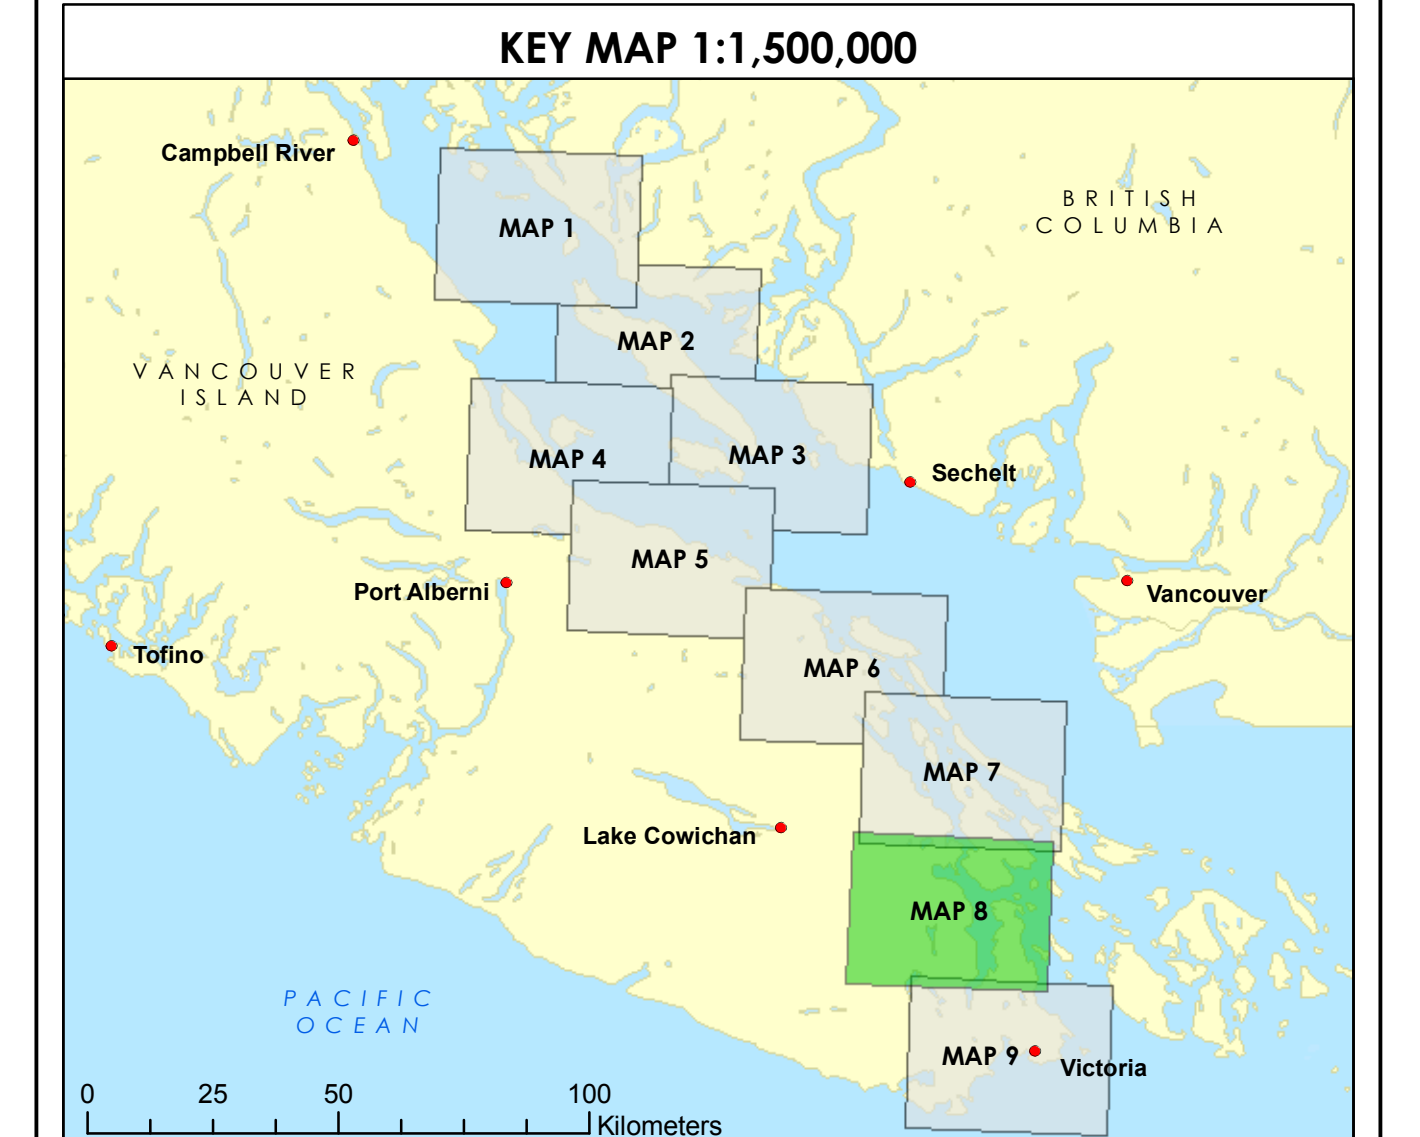 KEY MAP 1:1,500,000
Campbell River
MAP 1
BRITISH
COLUMBIA
MAP 2
VANCOUVER
ISLAND
MAP 4
MAP 3
Sechelt
MAP 5
Port Alberni
Vancouver
Tofino
MAP 6
MAP 7
Lake Cowichan
MAP 8
PACIFIC
OCEAN
MAP 9
Victoria
0 25 50 100
Kilometers